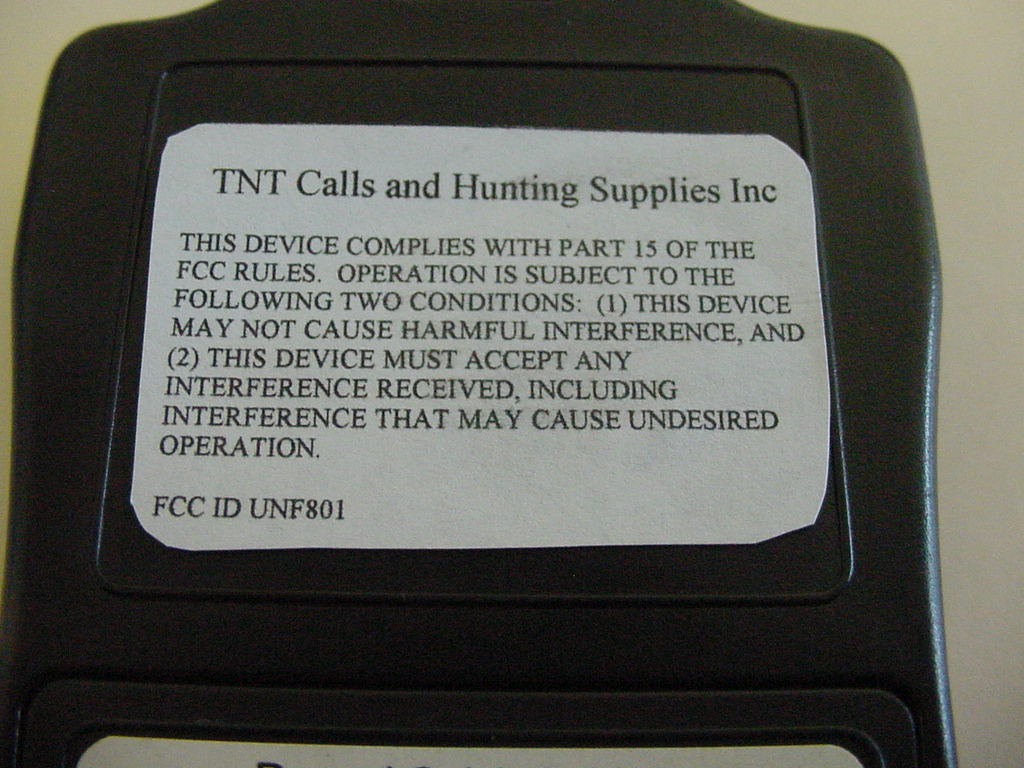 TNT Calls and Hunting Supplies Inc
THIS DEVICE COMPLIES WITH PART 15 OF THE
FCC RULES. OPERATION IS SUBJECT TO THE
FOLLOWING TWO CONDITIONS: (1) THIS DEVICE
MAY NOT CAUSE HARMFUL INTERFERENCE, AND
(2) THIS DEVICE MUST ACCEPT ANY
INTERFERENCE RECEIVED, INCLUDING
INTERFERENCE THAT MAY CAUSE UNDESIRED
OPERATION.
FCC ID UNF801